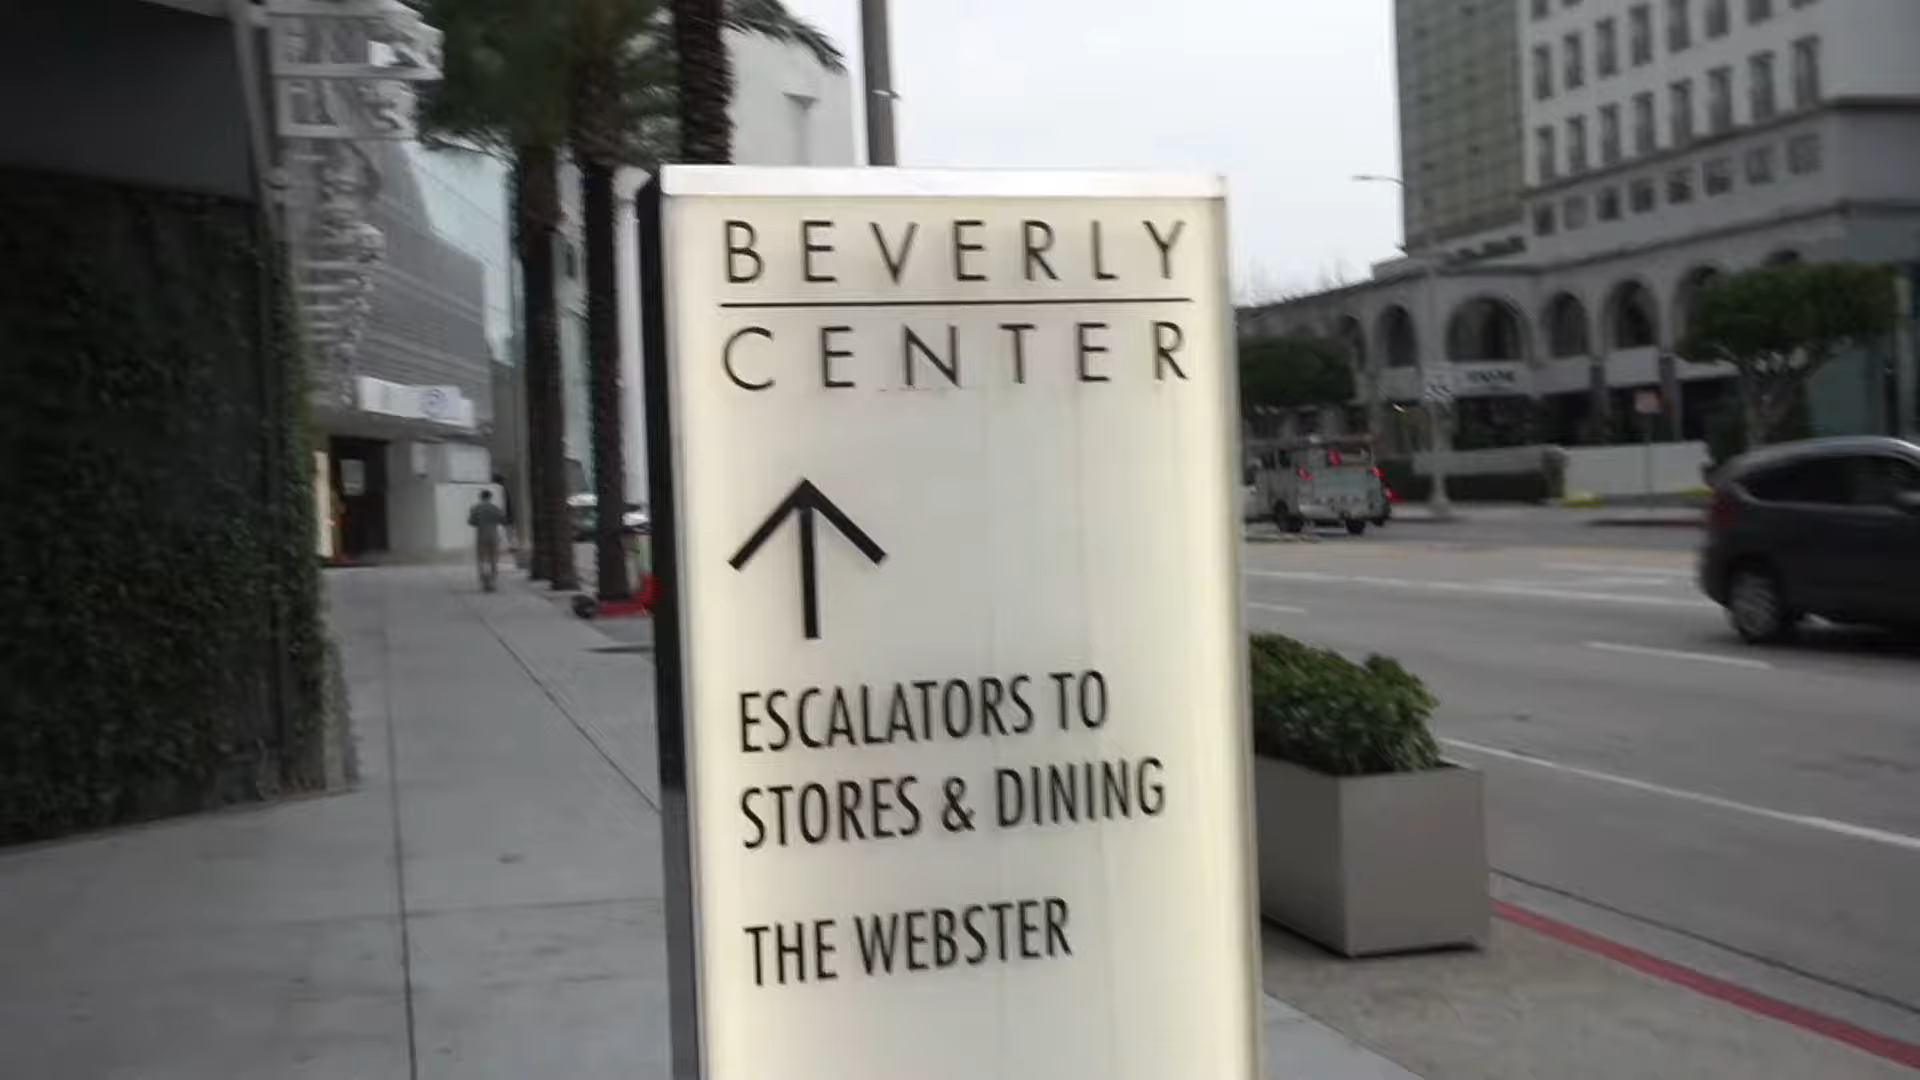 BEVERLY
CENTER
ESCALATORS TO
STORES & DINING
THE WEBSTER